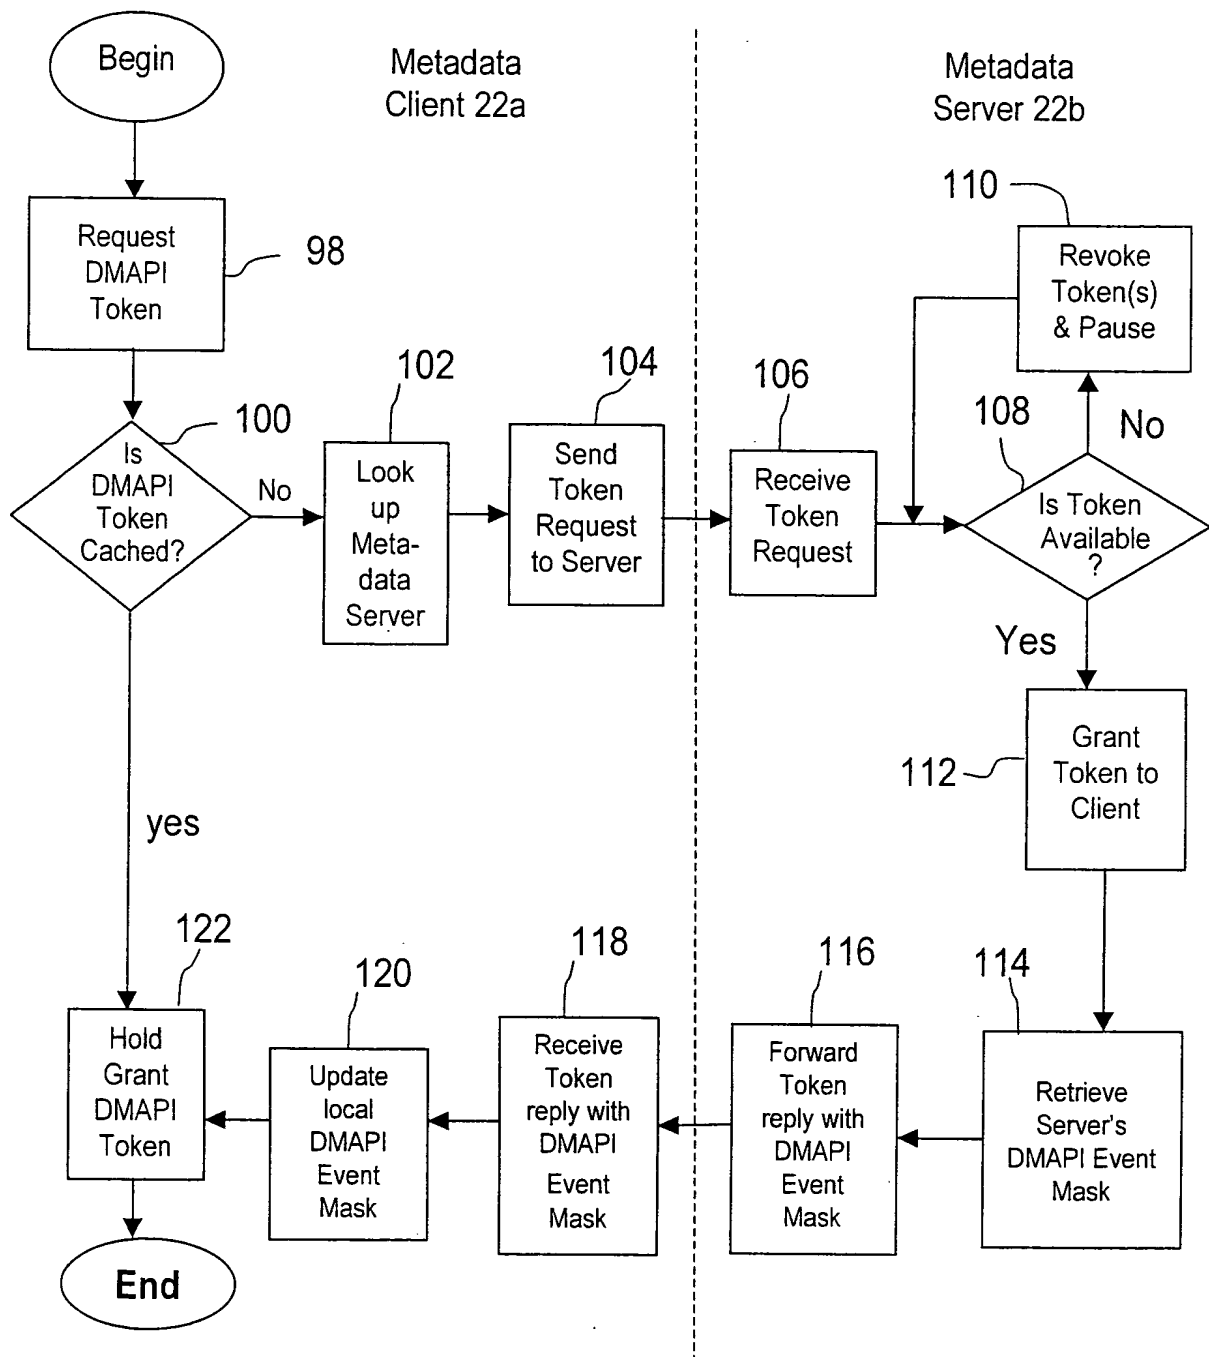 Begin
Metadata
Client 22a
Metadata
Server 22b
Request
DMAPI
Token
98
110
Revoke
Token(s)
& Pause
100
Is
DMAPI
Token
Cached?
No
102
Look
up
Meta-
data
Server
104
Send
Token
Request
to Server
106
Receive
Token
Request
108
No
Is Token
Available
?
Yes
112
Grant
Token to
Client
yes
122
Hold
Grant
DMAPI
Token
120
Update
local
DMAPI
Event
Mask
118
Receive
Token
reply with
DMAPI
Event
Mask
116
Forward
Token
reply with
DMAPI
Event
Mask
114
Retrieve
Server's
DMAPI Event
Mask
End